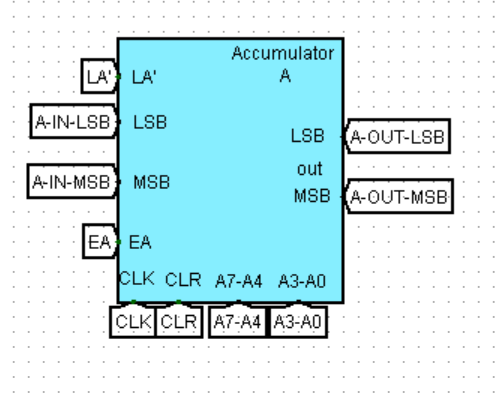 Accumulator
A
LA' LA'
A-IN-LSB LSB
LSB A-OUT-LSB
out
A-IN-MSB MSB
MSB A-OUT-MSB
EA EA
CLK CLR A7-A4 A3-A0
CLK CLR A7-A4 A3-A0